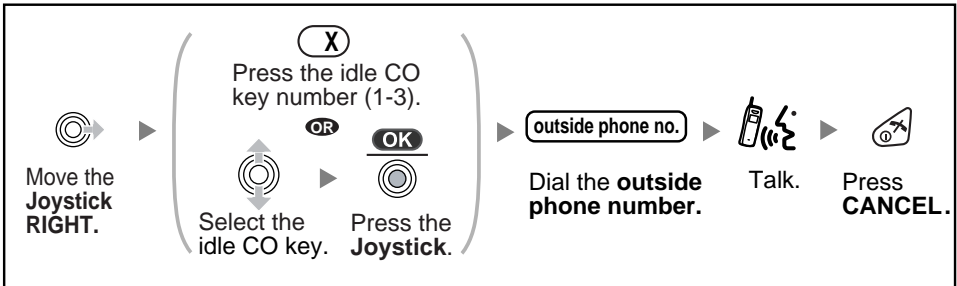 X
Press the idle CO
key number (1-3).
OR
OK
outside phone no.
Move the
Joystick
RIGHT.
Select the
idle CO key.
Press the
Joystick.
Dial the outside
phone number.
Talk.
Press
CANCEL.